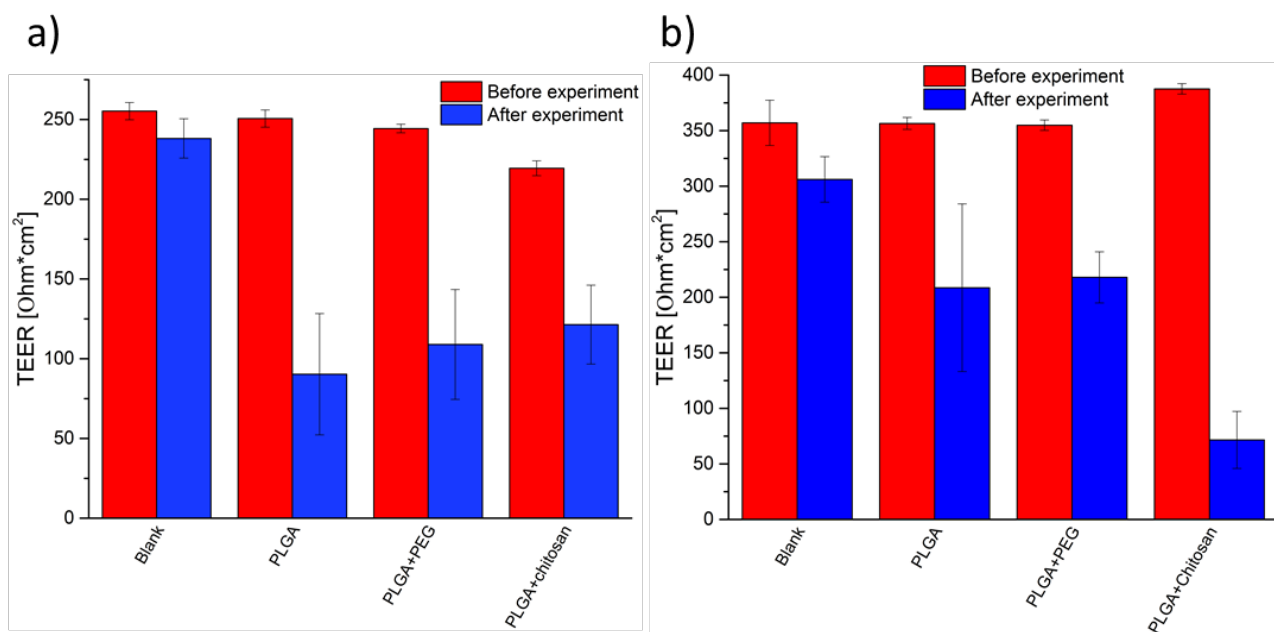 a)
Before experiment
After experiment
TEER [Ohm*cm²]
250
200
150
100
50
0
Blank
PLGA
PLGA+PEG
PLGA+chitosan
b)
Before experiment
After experiment
TEER [Ohm*cm²]
400
350
300
250
200
150
100
50
0
Blank
PLGA
PLGA+PEG
PLGA+Chitosan